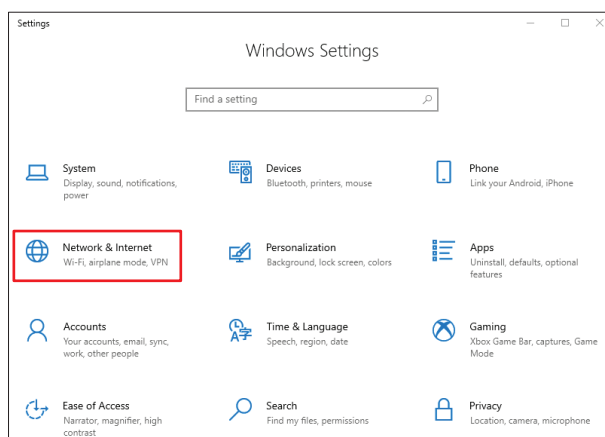 Settings
Windows Settings
Find a setting
System
Display, sound, notifications,
power
Devices
Bluetooth, printers, mouse
Phone
Link your Android, iPhone
Network & Internet
Wi-Fi, airplane mode, VPN
Personalization
Background, lock screen, colors
Apps
Uninstall, defaults, optional
features
Accounts
Your accounts, email, sync,
work, other people
Time & Language
Speech, region, date
Gaming
Xbox Game Bar, captures, Game
Mode
Ease of Access
Narrator, magnifier, high
contrast
Search
Find my files, permissions
Privacy
Location, camera, microphone